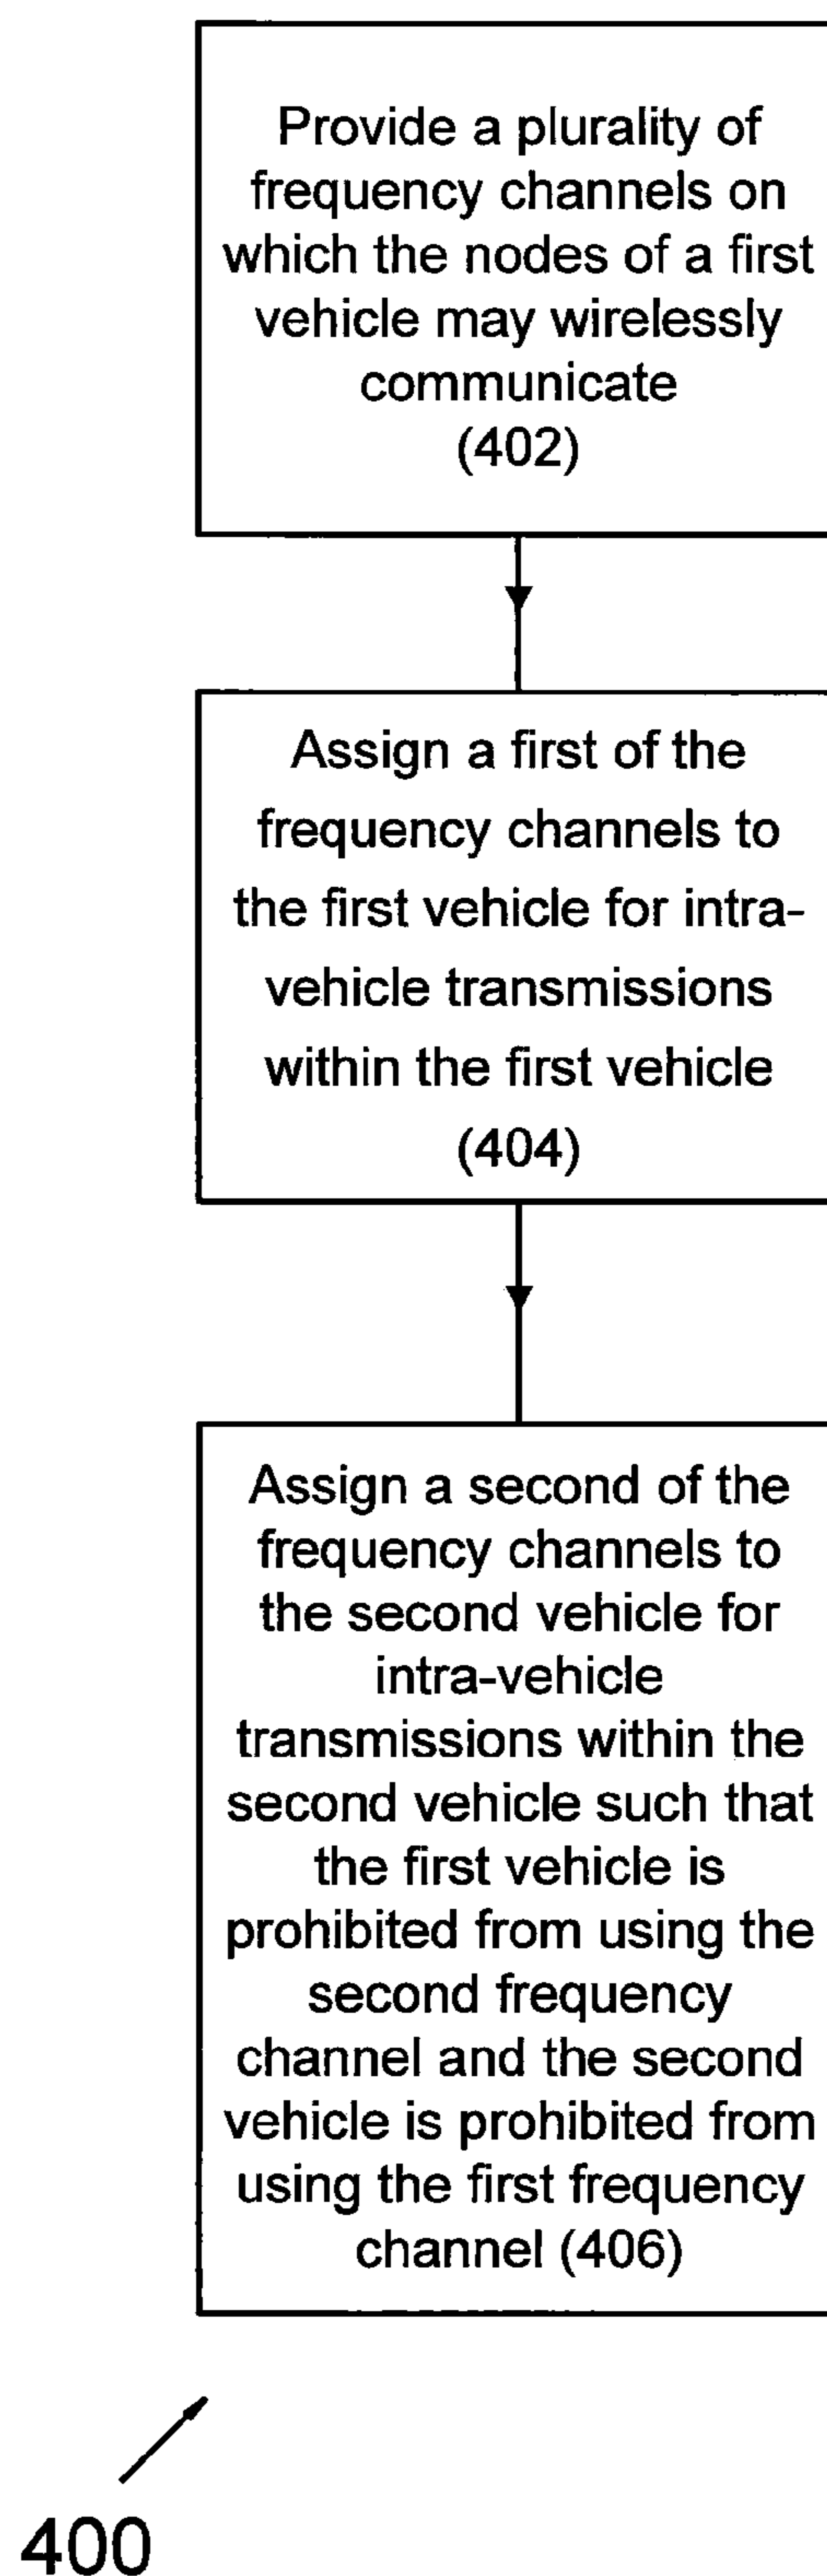 Provide a plurality of
frequency channels on
which the nodes of a first
vehicle may wirelessly
communicate
(402)
Assign a first of the
frequency channels to
the first vehicle for intra-
vehicle transmissions
within the first vehicle
(404)
Assign a second of the
frequency channels to
the second vehicle for
intra-vehicle
transmissions within the
second vehicle such that
the first vehicle is
prohibited from using the
second frequency
channel and the second
vehicle is prohibited from
using the first frequency
channel (406)
400